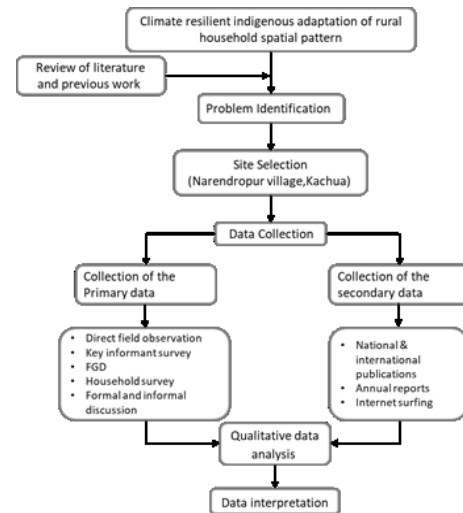 Climate resilient indigenous adaptation of rural
household spatial pattern
Review of literature
and previous work
Problem Identification
Site Selection
(Narendropur village,Kachua)
Data Collection
Collection of the
Primary data
Collection of the
secondary data
• Direct field observation
• Key informant survey
• FGD
• Household survey
• Formal and informal
discussion
• National &
international
publications
• Annual reports
• Internet surfing
Qualitative data
analysis
Data interpretation